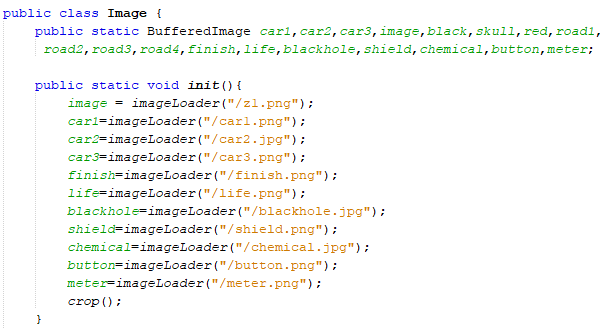 public class Image {
public static BufferedImage car1,car2,car3,image,black,skull,red,road1,
road2,road3,road4,finish,life,blackhole,shield,chemical,button,meter;
public static void init(){
image = imageLoader("/z1.png");
car1=imageLoader("/car1.png");
car2=imageLoader("/car2.jpg");
car3=imageLoader("/car3.png");
finish=imageLoader("/finish.png");
life=imageLoader("/life.png");
blackhole=imageLoader("/blackhole.jpg");
shield=imageLoader("/shield.png");
chemical=imageLoader("/chemical.jpg");
button=imageLoader("/button.png");
meter=imageLoader("/meter.png");
crop();
}